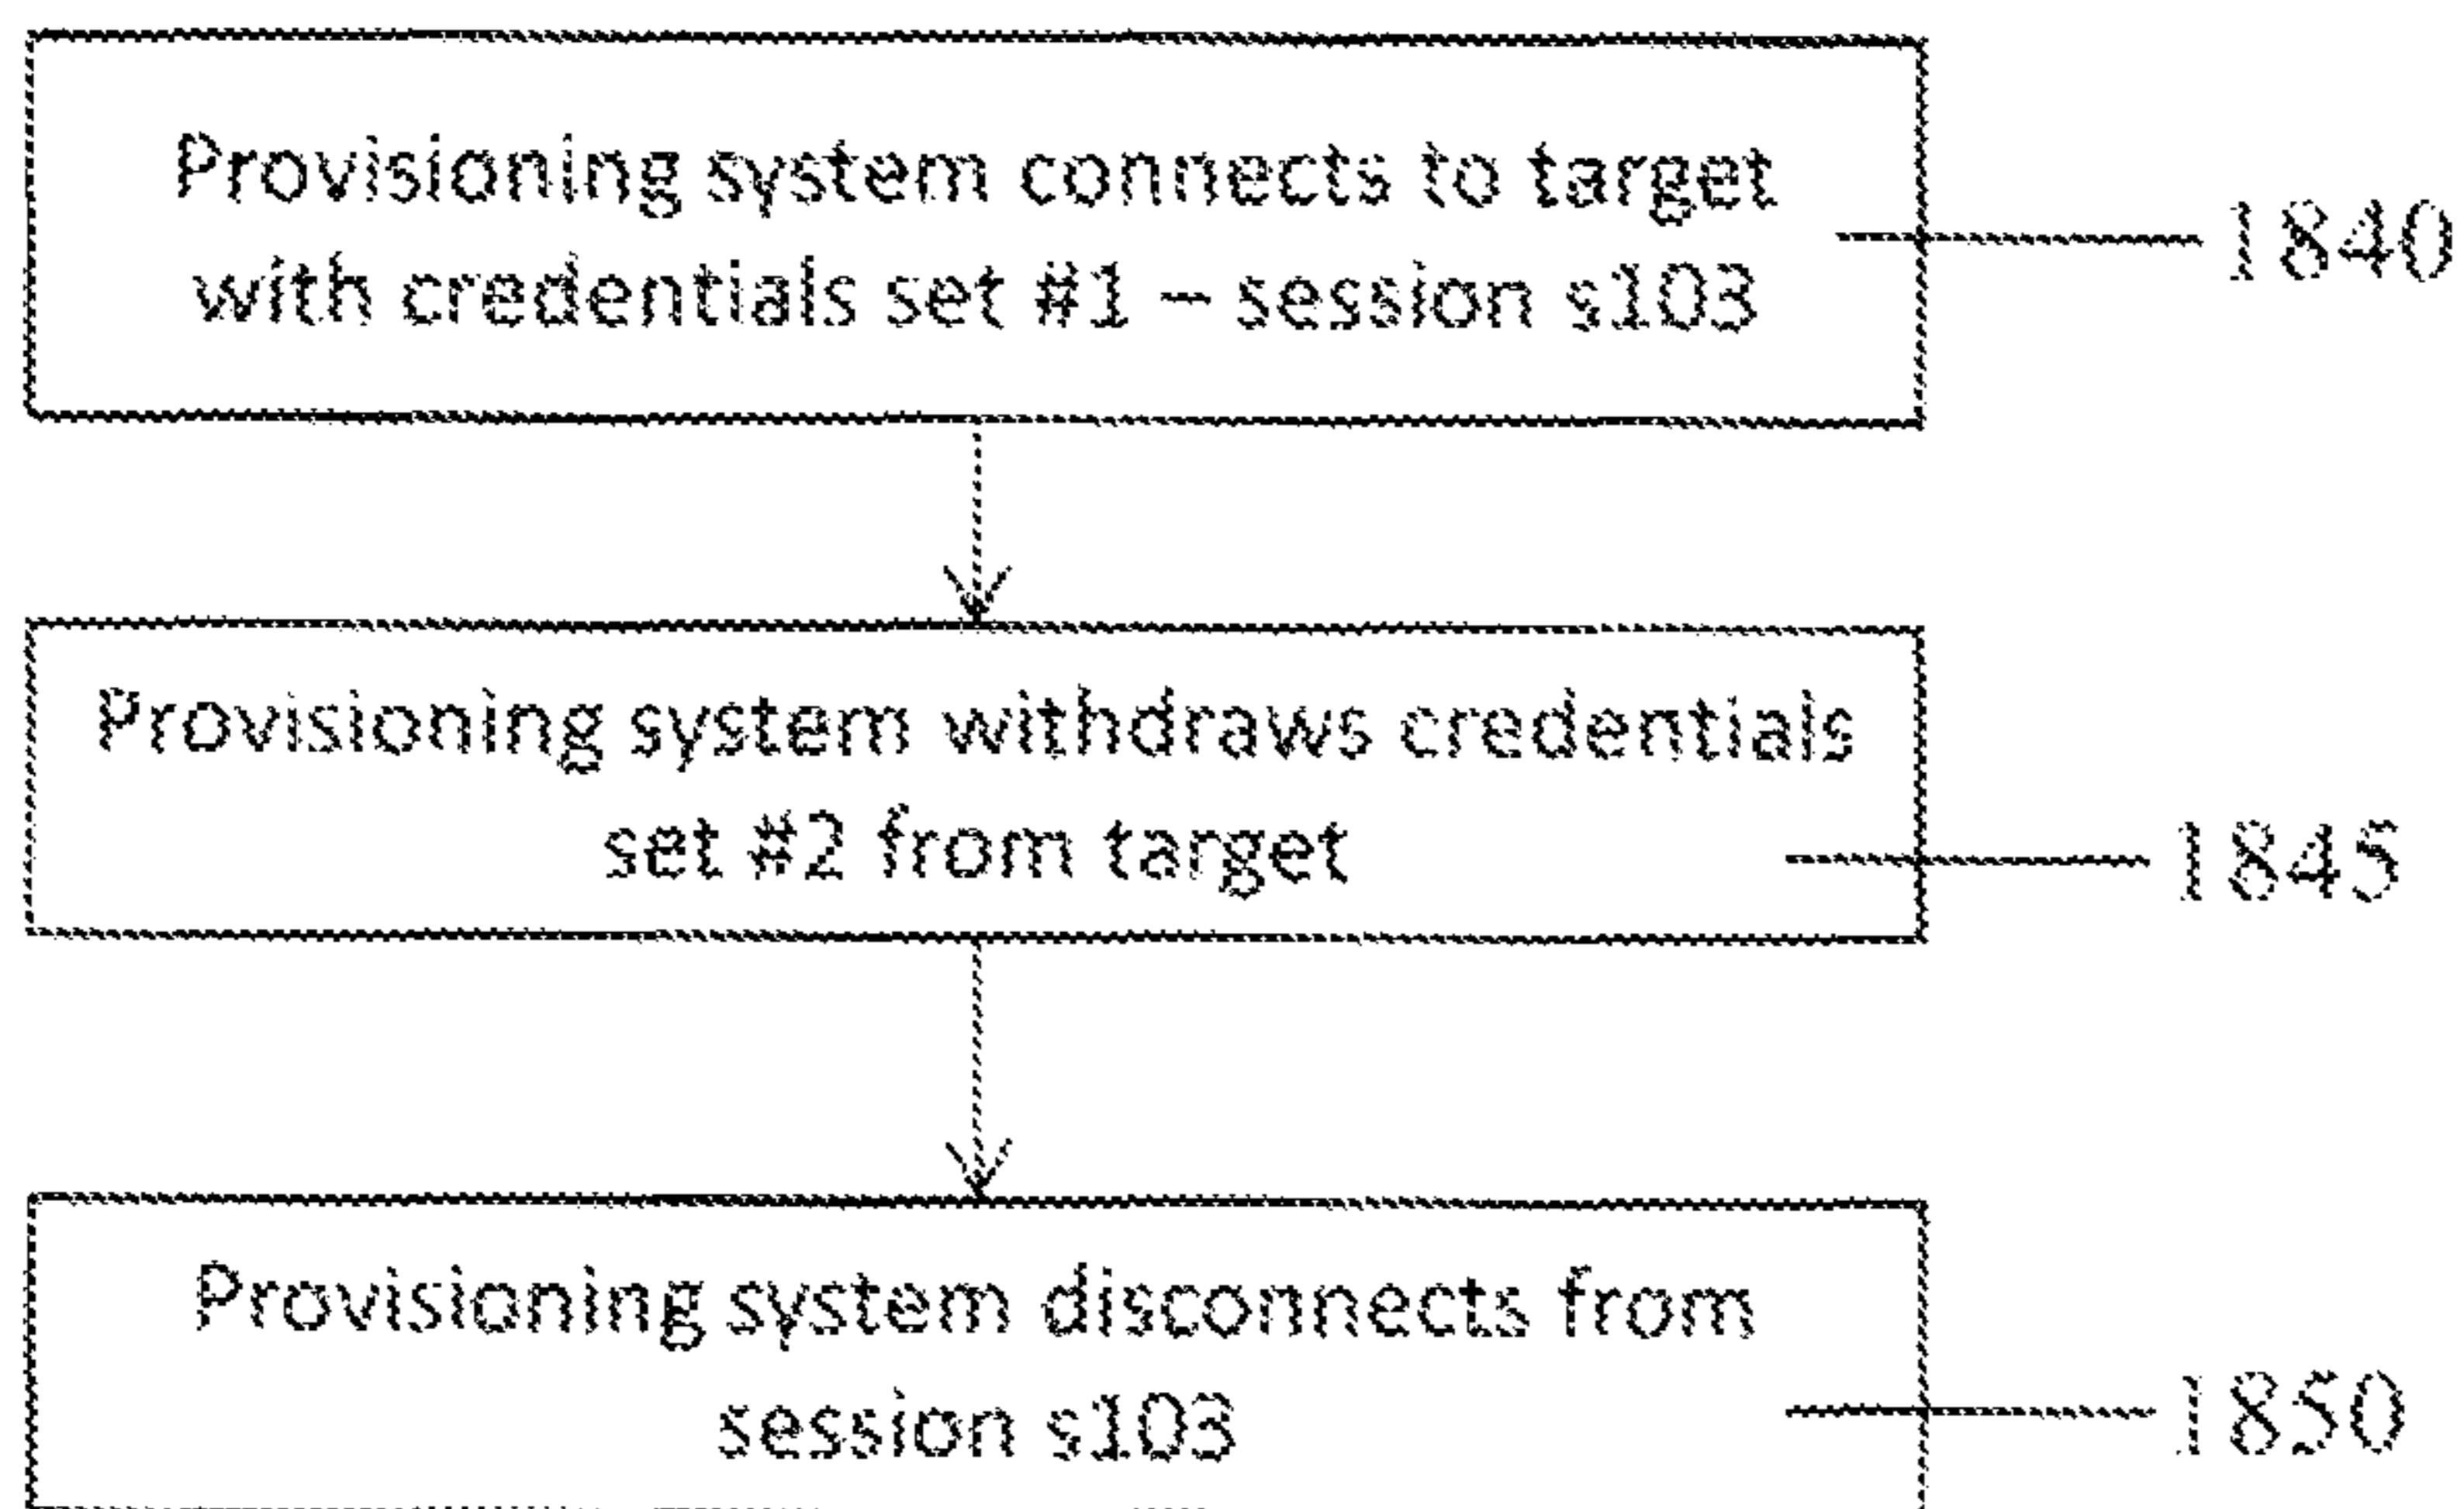 Provisioning system connects to target
with credentials set #1 – session s103
1840
Provisioning system withdraws credentials
set #2 from target
1845
Provisioning system disconnects from
session s103
1850